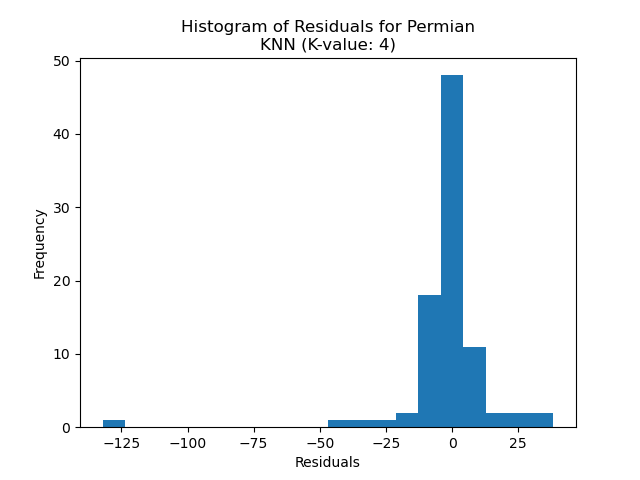 Histogram of Residuals for Permian
KNN (K-value: 4)
50
40
30
20
10
0
Frequency
−125 −100 −75 −50 −25 0 25
Residuals